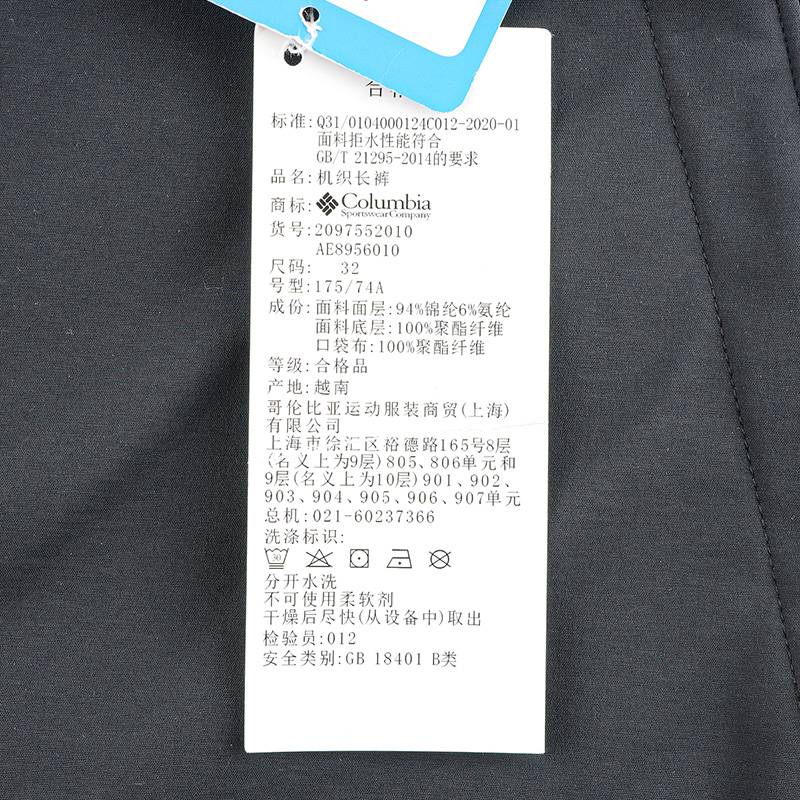 标准:Q31/0104000124C012-2020-01
面料拒水性能符合
GB/T 21295-2014的要求
品名:机织长裤
商标: Columbia
Sportswear Company
货号:2097552010
AE8956010
尺码: 32
号型:175/74A
成份:面料面层:94%锦纶6%氨纶
面料底层:100%聚酯纤维
口袋布:100%聚酯纤维
等级:合格品
产地:越南
哥伦比亚运动服装商贸(上海)
有限公司
上海市徐汇区裕德路165号8层
(名义上为9层)805、806单元和
9层(名义上为10层)901、902、
903、904、905、906、907单元
总机:021-60237366
洗涤标识:
30
分开水洗
不可使用柔软剂
干燥后尽快(从设备中)取出
检验员:012
安全类别:GB 18401 B类